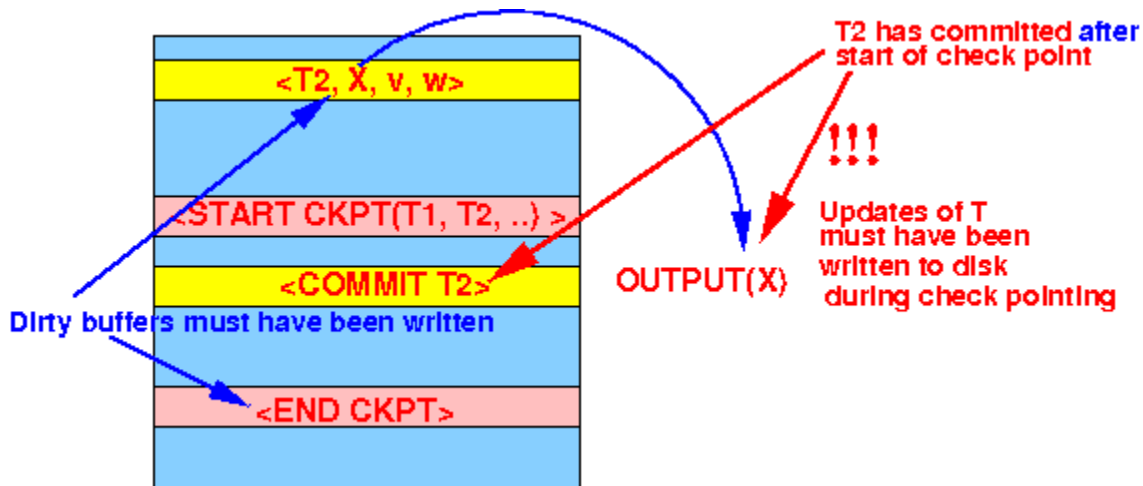 T2 has committed after
start of check point
<T2, X, v, w>
!!!
<START CKPT(T1, T2, ..) >
Updates of T
must have been
written to disk
during check pointing
<COMMIT T2>
OUTPUT(X)
Dirty buffers must have been written
<END CKPT>